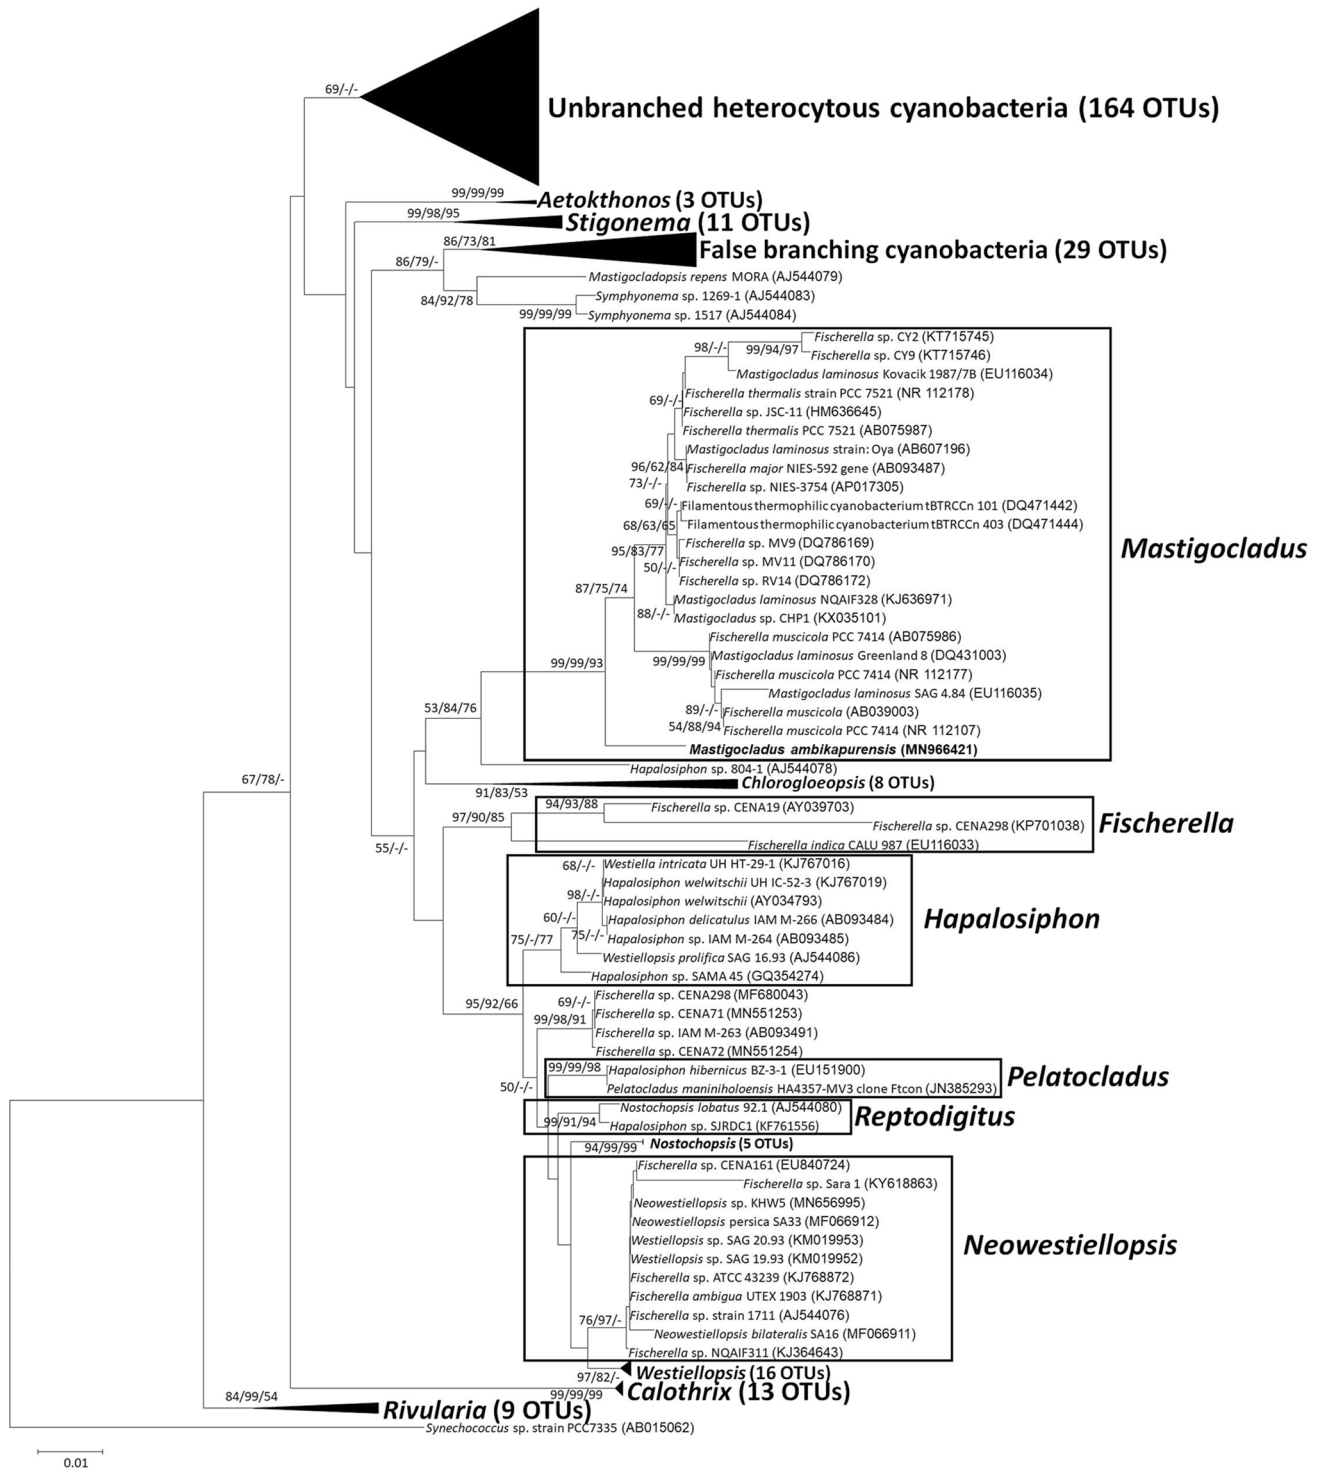 69/-/-
Unbranched heterocytous cyanobacteria (164 OTUs)
99/99/99
Aetokthonos (3 OTUs)
99/98/95
Stigonema (11 OTUs)
86/73/81
False branching cyanobacteria (29 OTUs)
86/79/-
Mastigocladopsis repens MORA (AJ544079)
84/92/78
Symphyonema sp. 1269-1 (AJ544083)
99/99/99
Symphyonema sp. 1517 (AJ544084)
Fischerella sp. CY2 (KT715745)
98/-/-
99/94/97
Fischerella sp. CY9 (KT715746)
Mastigocladus laminosus Kovacik 1987/7B (EU116034)
Fischerella thermalis strain PCC 7521 (NR 112178)
69/-/-
Fischerella sp. JSC-11 (HM636645)
Fischerella thermalis PCC 7521 (AB075987)
Mastigocladus laminosus strain: Oya (AB607196)
96/62/84
Fischerella major NIES-592 gene (AB093487)
73/-/-
Fischerella sp. NIES-3754 (AP017305)
69/-/-
Filamentous thermophilic cyanobacterium tBTRCCn 101 (DQ471442)
68/63/65
Filamentous thermophilic cyanobacterium tBTRCCn 403 (DQ471444)
Fischerella sp. MV9 (DQ786169)
95/83/77
Mastigocladus
Fischerella sp. MV11 (DQ786170)
50/-/-
Fischerella sp. RV14 (DQ786172)
87/75/74
Mastigocladus laminosus NQAIF328 (KJ636971)
88/-/-
Mastigocladus sp. CHP1 (KX035101)
Fischerella muscicola PCC 7414 (AB075986)
Mastigocladus laminosus Greenland 8 (DQ431003)
99/99/93
99/99/99
Fischerella muscicola PCC 7414 (NR 112177)
Mastigocladus laminosus SAG 4.84 (EU116035)
53/84/76
89/-/-
Fischerella muscicola (AB039003)
54/88/94
Fischerella muscicola PCC 7414 (NR 112107)
Mastigocladus ambikapurensis (MN966421)
Hapalosiphon sp. 804-1 (AJ544078)
67/78/-
Chlorogloeopsis (8 OTUs)
91/83/53
94/93/88
Fischerella sp. CENA19 (AY039703)
97/90/85
Fischerella sp. CENA298 (KP701038)
Fischerella
Fischerella indica CALU 987 (EU116033)
55/-/-
68/-/-
Westiella intricata UH HT-29-1 (KJ767016)
Hapalosiphon welwitschii UH IC-52-3 (KJ767019)
98/-/-
Hapalosiphon welwitschii (AY034793)
60/-/-
Hapalosiphon delicatulus IAM M-266 (AB093484)
Hapalosiphon
75/-/-
75/-/77
Hapalosiphon sp. IAM M-264 (AB093485)
Westiellopsis prolifica SAG 16.93 (AJ544086)
Hapalosiphon sp. SAMA 45 (GQ354274)
95/92/66
69/-/-
Fischerella sp. CENA298 (MF680043)
Fischerella sp. CENA71 (MN551253)
99/98/91
Fischerella sp. IAM M-263 (AB093491)
Fischerella sp. CENA72 (MN551254)
99/99/98
Hapalosiphon hibernicus BZ-3-1 (EU151900)
Pelatocladus
50/-/-
Pelatocladus maniniholoensis HA4357-MV3 clone Ftcon (JN385293)
Nostochopsis lobatus 92.1 (AJ544080)
Reptodigitus
99/91/94
Hapalosiphon sp. SJRDC1 (KF761556)
Nostochopsis (5 OTUs)
94/99/99
Fischerella sp. CENA161 (EU840724)
Fischerella sp. Sara 1 (KY618863)
Neowestiellopsis sp. KHW5 (MN656995)
Neowestiellopsis persica SA33 (MF066912)
Westiellopsis sp. SAG 20.93 (KM019953)
Neowestiellopsis
Westiellopsis sp. SAG 19.93 (KM019952)
Fischerella sp. ATCC 43239 (KJ768872)
Fischerella ambigua UTEX 1903 (KJ768871)
76/97/-
Fischerella sp. strain 1711 (AJ544076)
Neowestiellopsis bilateralis SA16 (MF066911)
Fischerella sp. NQAIF311 (KJ364643)
Westiellopsis (16 OTUs)
97/82/-
Calothrix (13 OTUs)
99/99/99
84/99/54
Rivularia (9 OTUs)
Synechococcus sp. strain PCC7335 (AB015062)
0.01